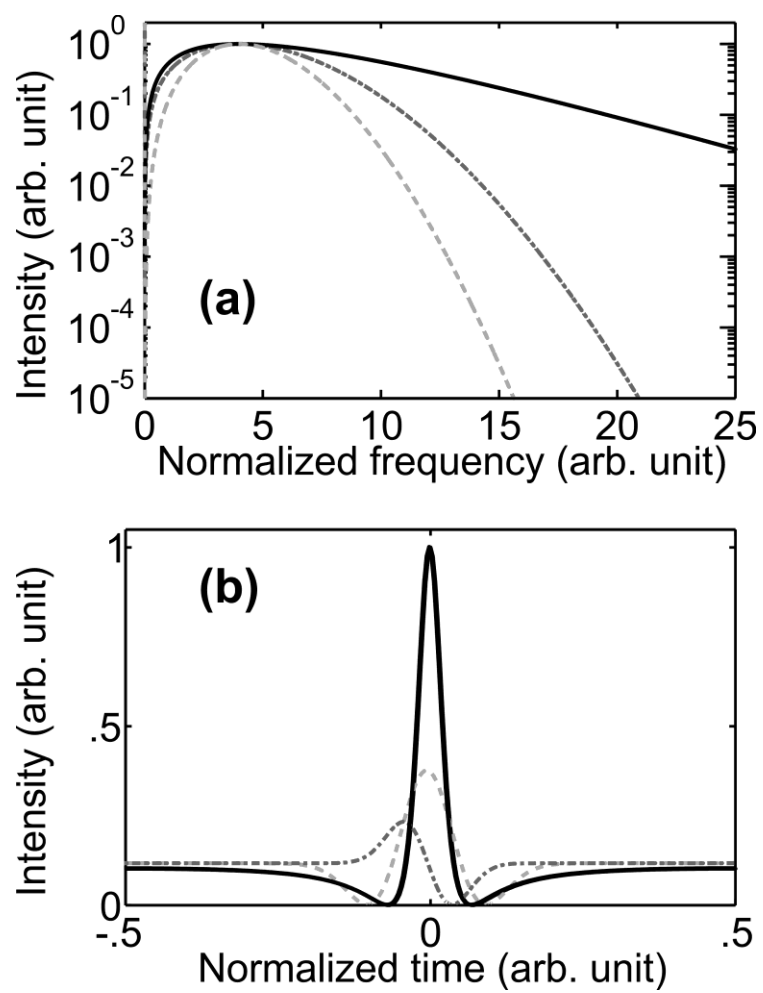 10^0
10^-1
10^-2
10^-3
10^-4
10^-5
Intensity (arb. unit)
(a)
0 5 10 15 20 25
Normalized frequency (arb. unit)
1
.5
0
Intensity (arb. unit)
(b)
-.5 0 .5
Normalized time (arb. unit)